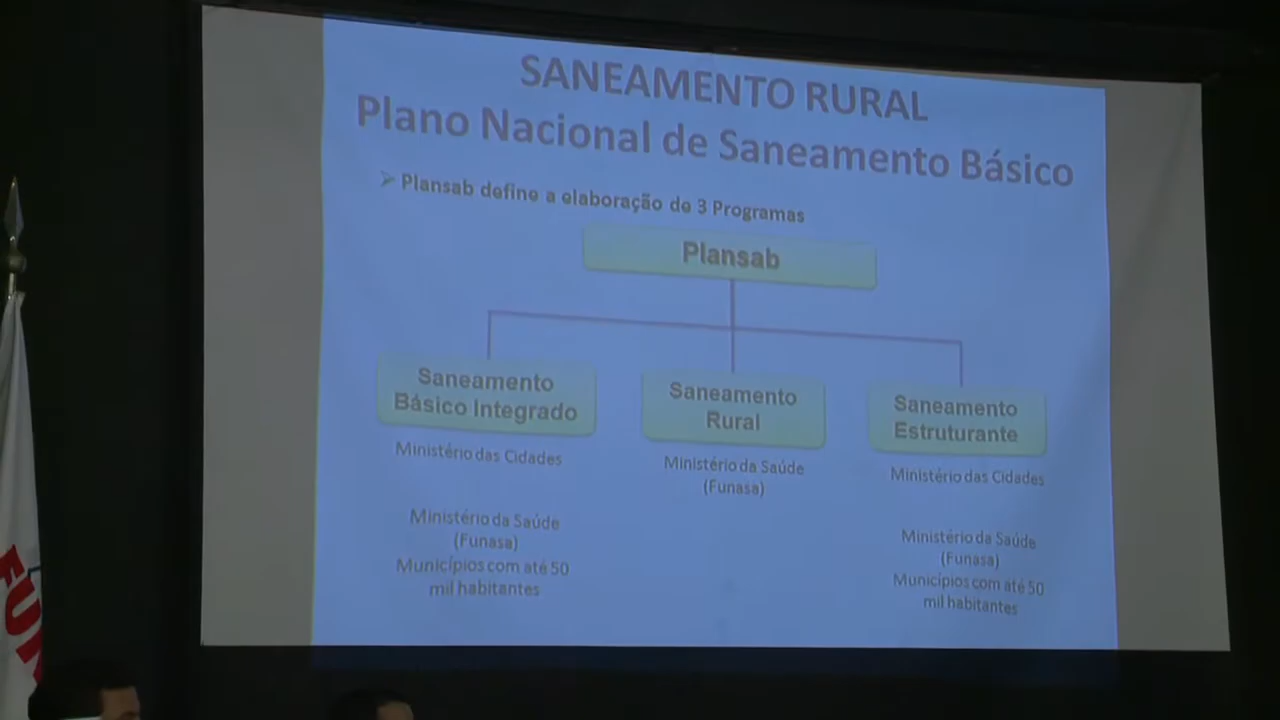 SANEAMENTO RURAL
Plano Nacional de Saneamento Básico
Plansab define a elaboração de 3 Programas
Plansab
Saneamento
Básico Integrado
Ministério das Cidades
Ministério da Saúde
(Funasa)
Municípios com até 50
mil habitantes
Saneamento
Rural
Ministério da Saúde
(Funasa)
Saneamento
Estruturante
Ministério das Cidades
Ministério da Saúde
(Funasa)
Municípios com até 50
mil habitantes